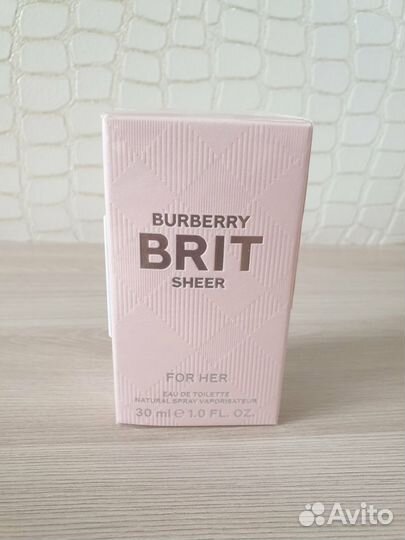 BURBERRY
BRIT
SHEER
FOR HER
EAU DE TOILETTE
NATURAL SPRAY VAPORISATEUR
30 ml e 1.0 FL. OZ.
Avito